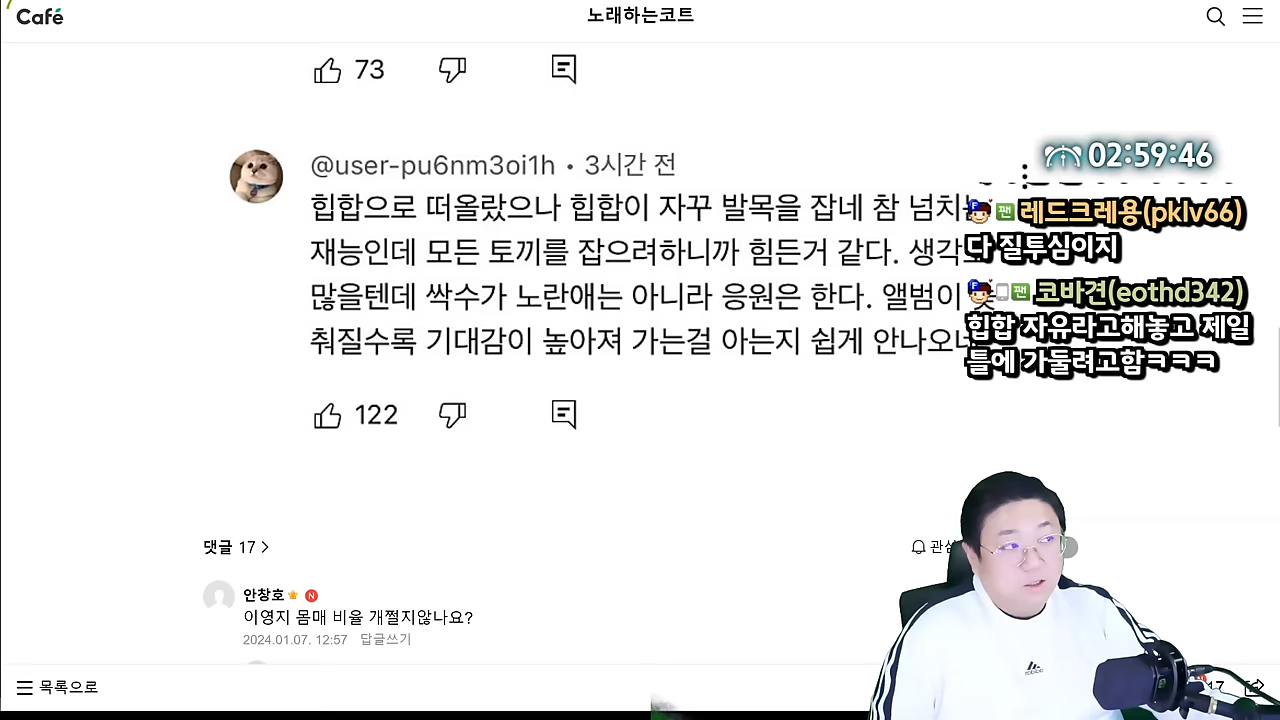 Café
노래하는코트
73
@user-pu6nm3oi1h • 3시간 전
02:59:46
힙합으로 떠올랐으나 힙합이 자꾸 발목을 잡네 참 넘치는
팬 레드크레용(pklv66)
다 질투심이지
재능인데 모든 토끼를 잡으려하니까 힘든거 같다. 생각
팬 코바견(eothd342)
힙합 자유라고해놓고 제일
틀에 가둘려고함ㅋㅋㅋ
많을텐데 싹수가 노란애는 아니라 응원은 한다. 앨범이
춰질수록 기대감이 높아져 가는걸 아는지 쉽게 안나오네
122
댓글 17 >
관심
안창호 N
이영지 몸매 비율 개쩔지않나요?
2024.01.07. 12:57 답글쓰기
목록으로
17